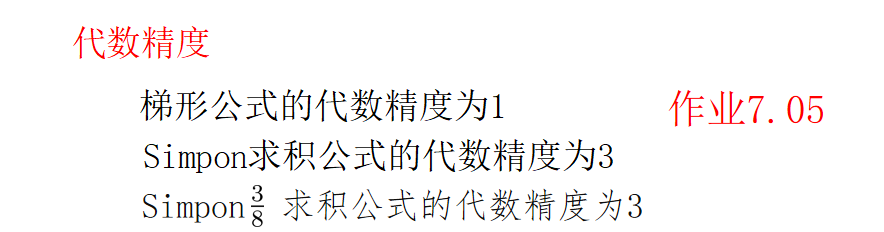 代数精度
梯形公式的代数精度为1
作业7.05
Simpon求积公式的代数精度为3
Simpon 3/8 求积公式的代数精度为3